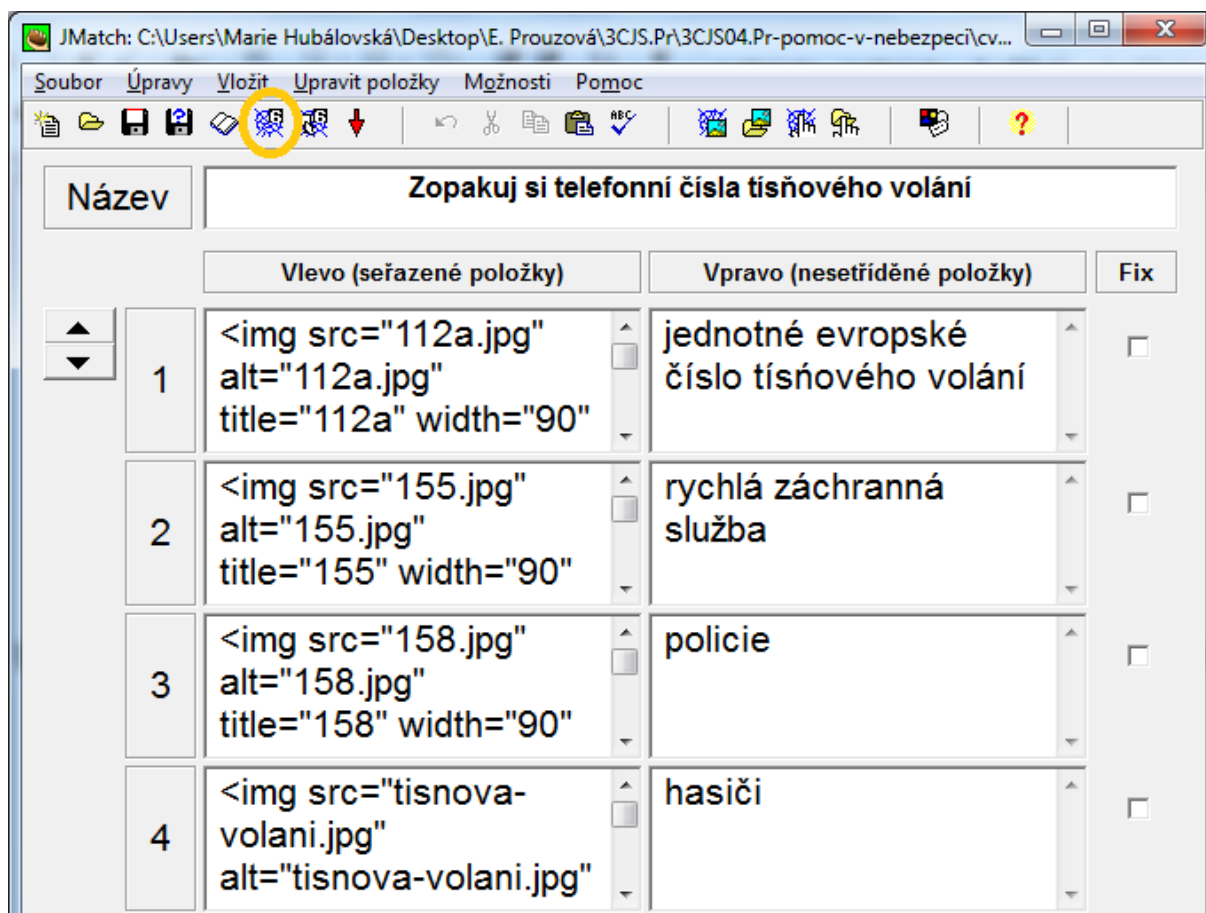 JMatch: C:\Users\Marie Hubálovská\Desktop\E. Prouzová\3CJS.Pr\3CJS04.Pr-pomoc-v-nebezpeci\cv...
Soubor Úpravy Vložit Upravit položky Možnosti Pomoc
Název
Zopakuj si telefonní čísla tísňového volání
Vlevo (seřazené položky) Vpravo (nesetříděné položky) Fix
1
<img src="112a.jpg"
alt="112a.jpg"
title="112a" width="90"
jednotné evropské
číslo tísńového volání
2
<img src="155.jpg"
alt="155.jpg"
title="155" width="90"
rychlá záchranná
služba
3
<img src="158.jpg"
alt="158.jpg"
title="158" width="90"
policie
4
<img src="tisnova-
volani.jpg"
alt="tisnova-volani.jpg"
hasiči